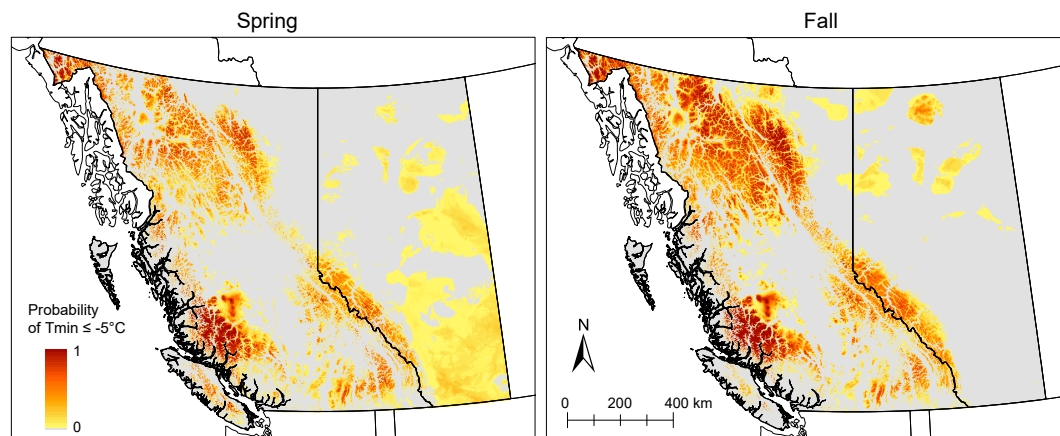 Spring
Fall
Probability
of Tmin ≤ -5°C
1
0
N
0 200 400 km